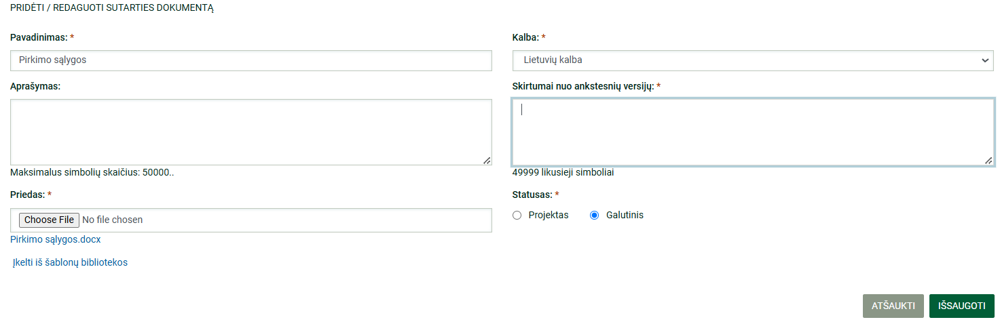 PRIDĖTI / REDAGUOTI SUTARTIES DOKUMENTĄ
Pavadinimas: *
Kalba: *
Pirkimo sąlygos
Lietuvių kalba
Aprašymas:
Skirtumai nuo ankstesnių versijų: *
Maksimalus simbolių skaičius: 50000..
49999 likusieji simboliai
Priedas: *
Statusas: *
Choose File No file chosen
Projektas
Galutinis
Pirkimo sąlygos.docx
Įkelti iš šablonų bibliotekos
ATŠAUKTI
IŠSAUGOTI